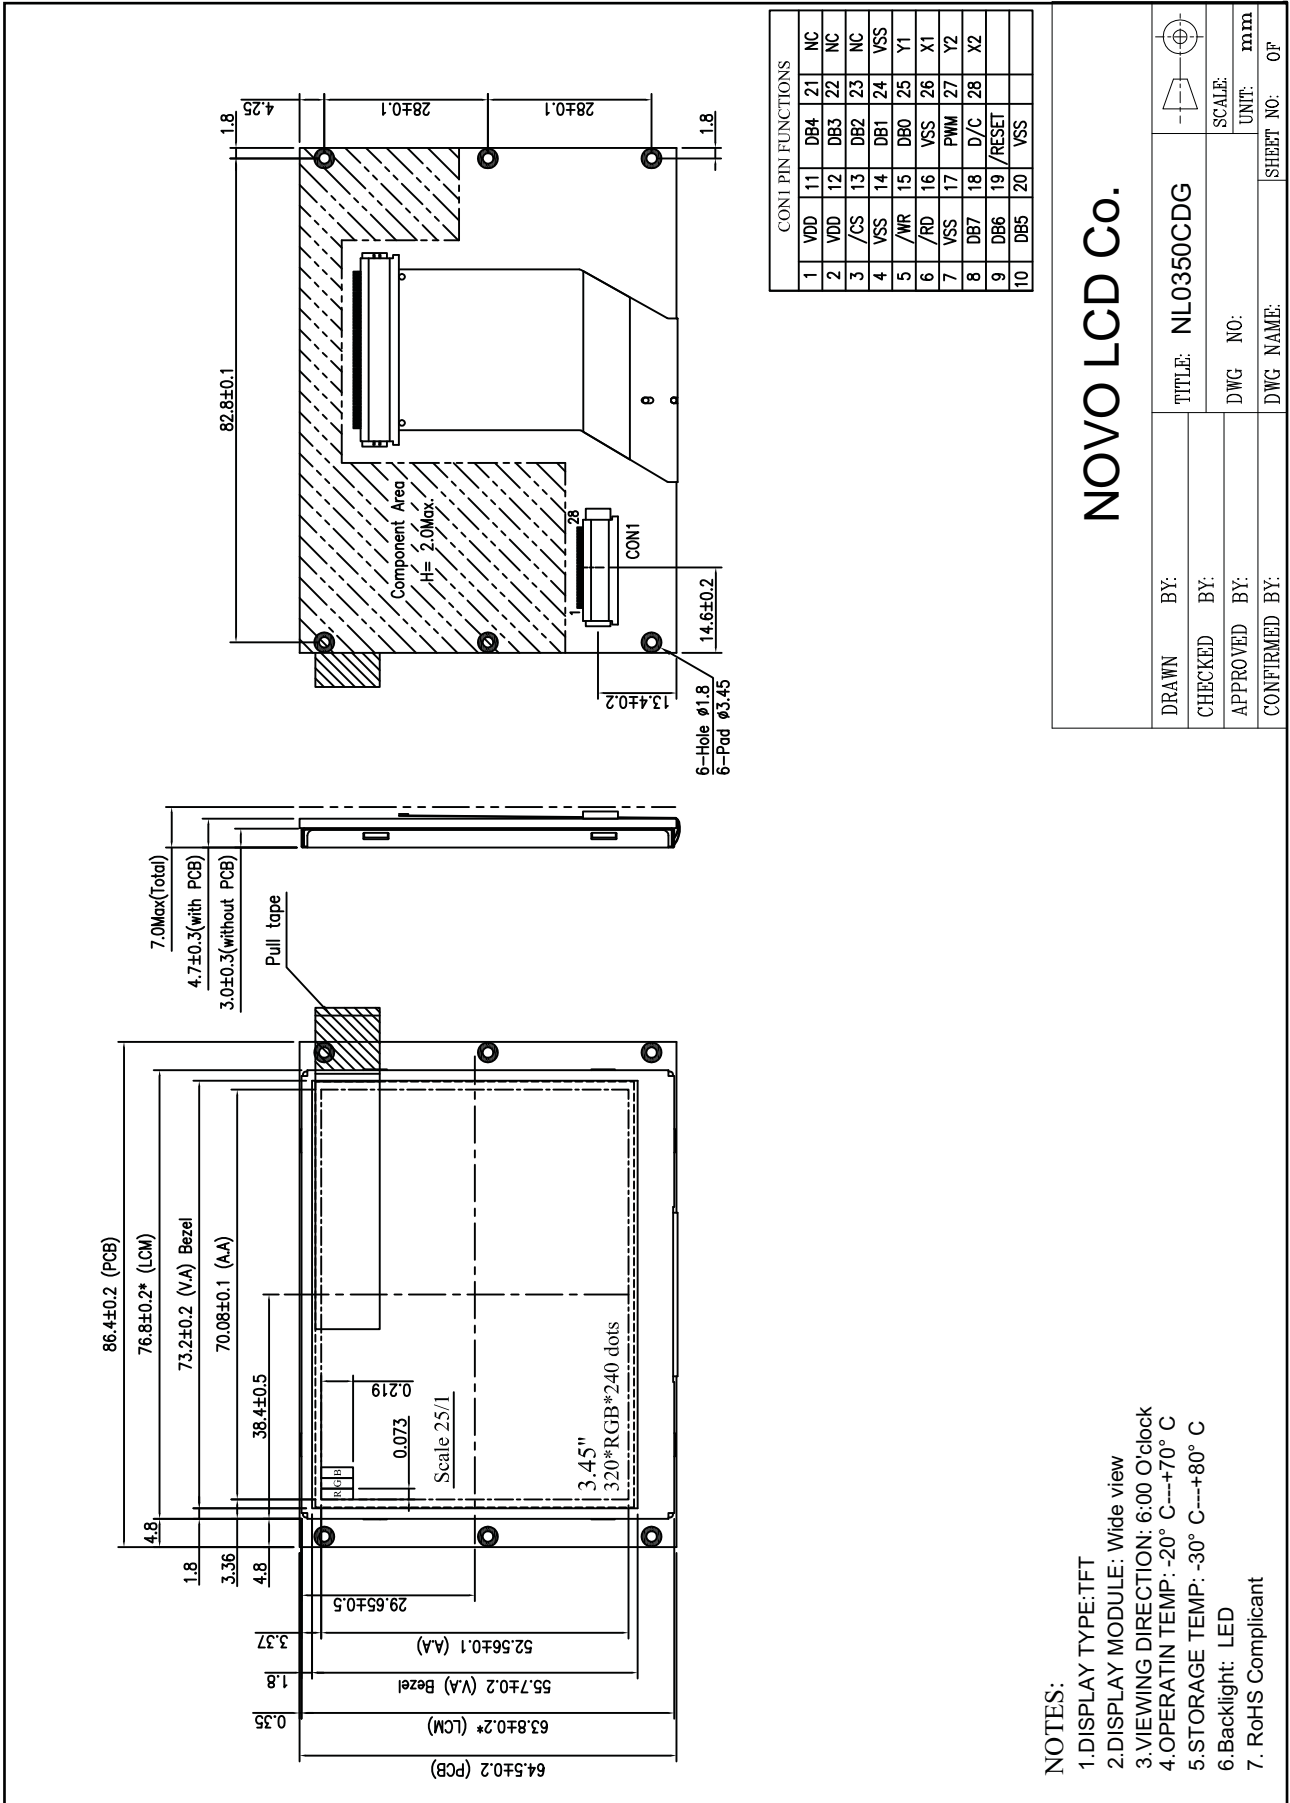 86.4±0.2 (PCB)
76.8±0.2* (LCM)
73.2±0.2 (V.A) Bezel
70.08±0.1 (A.A)
38.4±0.5
4.8
1.8
3.36
4.8
0.219
0.073
R
G
B
Scale 25/1
3.45"
320*RGB*240 dots
29.65±0.5
3.37
52.56±0.1 (A.A)
1.8
55.7±0.2 (V.A) Bezel
0.35
63.8±0.2* (LCM)
64.5±0.2 (PCB)
Pull tape
7.0Max(Total)
4.7±0.3(with PCB)
3.0±0.3(without PCB)
82.8±0.1
1.8
4.25
28±0.1
28±0.1
1.8
Component Area
H= 2.0Max.
1
28
CON1
14.6±0.2
13.4±0.2
6-Hole ø1.8
6-Pad ø3.45
CON1 PIN FUNCTIONS
1 VDD 11 DB4 21 NC
2 VDD 12 DB3 22 NC
3 /CS 13 DB2 23 NC
4 VSS 14 DB1 24 VSS
5 /WR 15 DB0 25 Y1
6 /RD 16 VSS 26 X1
7 VSS 17 PWM 27 Y2
8 DB7 18 D/C 28 X2
9 DB6 19 /RESET
10 DB5 20 VSS
NOTES:
1.DISPLAY TYPE:TFT
2.DISPLAY MODULE: Wide view
3.VIEWING DIRECTION: 6:00 O'clock
4.OPERATIN TEMP: -20° C---+70° C
5.STORAGE TEMP: -30° C---+80° C
6.Backlight: LED
7. RoHS Complicant
NOVO LCD Co.
DRAWN BY:
TITLE: NL0350CDG
CHECKED BY:
SCALE:
APPROVED BY:
DWG NO:
UNIT: mm
CONFIRMED BY:
DWG NAME:
SHEET NO: OF